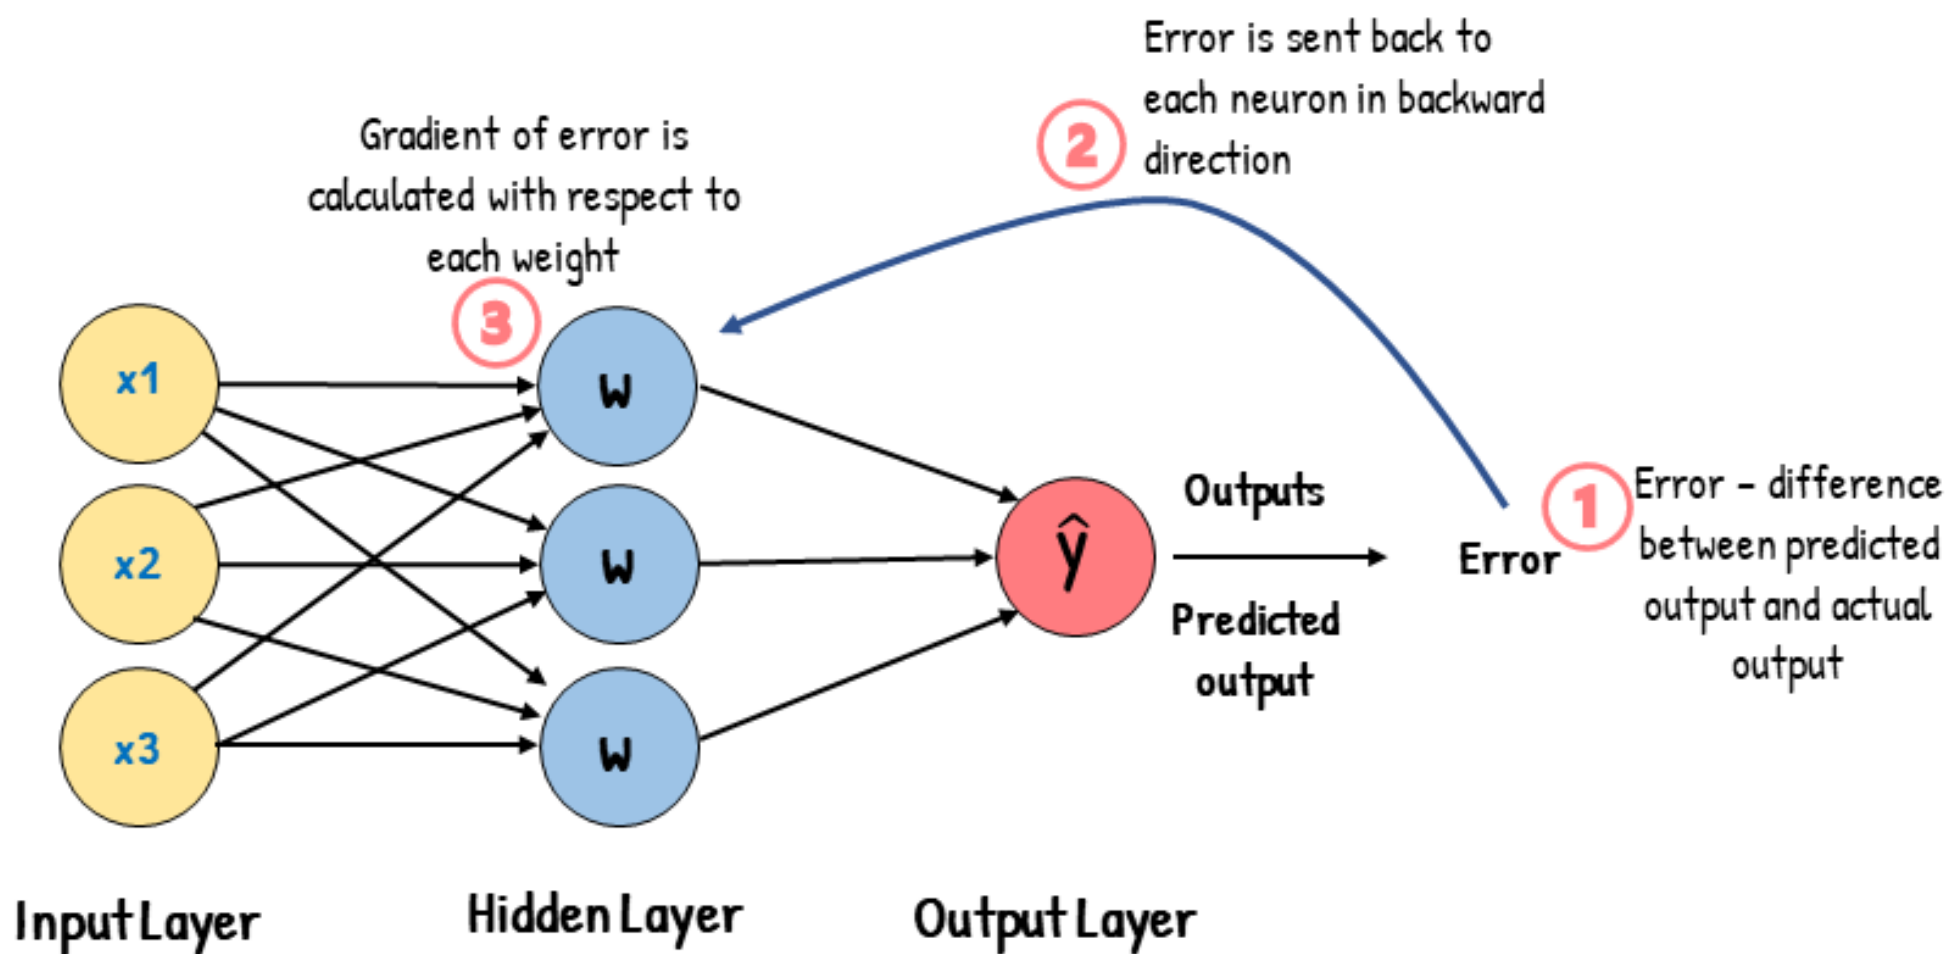 Error is sent back to
each neuron in backward
direction
2
Gradient of error is
calculated with respect to
each weight
3
x1
w
x2
w
x3
w
ŷ
Outputs
Predicted
output
Error
1
Error - difference
between predicted
output and actual
output
Input Layer
Hidden Layer
Output Layer